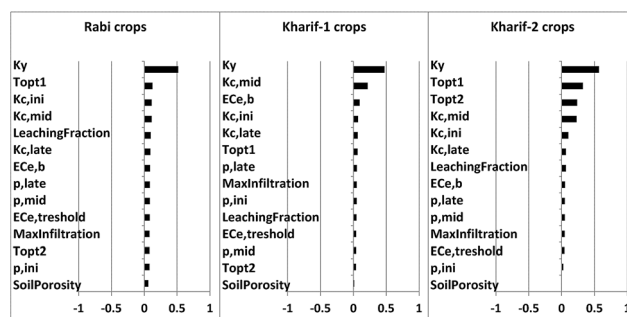 Rabi crops
Ky
Topt1
Kc,ini
Kc,mid
LeachingFraction
Kc,late
ECe,b
p,late
p,mid
ECe,treshold
MaxInfiltration
Topt2
p,ini
SoilPorosity
-1 -0.5 0 0.5 1
Kharif-1 crops
Ky
Kc,mid
ECe,b
Kc,ini
Kc,late
Topt1
p,late
MaxInfiltration
p,ini
LeachingFraction
ECe,treshold
p,mid
Topt2
SoilPorosity
-1 -0.5 0 0.5 1
Kharif-2 crops
Ky
Topt1
Topt2
Kc,mid
Kc,ini
Kc,late
LeachingFraction
ECe,b
p,late
p,mid
MaxInfiltration
ECe,treshold
p,ini
SoilPorosity
-1 -0.5 0 0.5 1